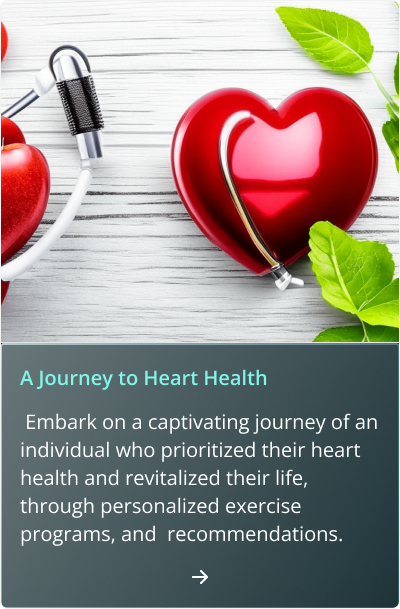 A Journey to Heart Health
Embark on a captivating journey of an
individual who prioritized their heart
health and revitalized their life,
through personalized exercise
programs, and  recommendations.